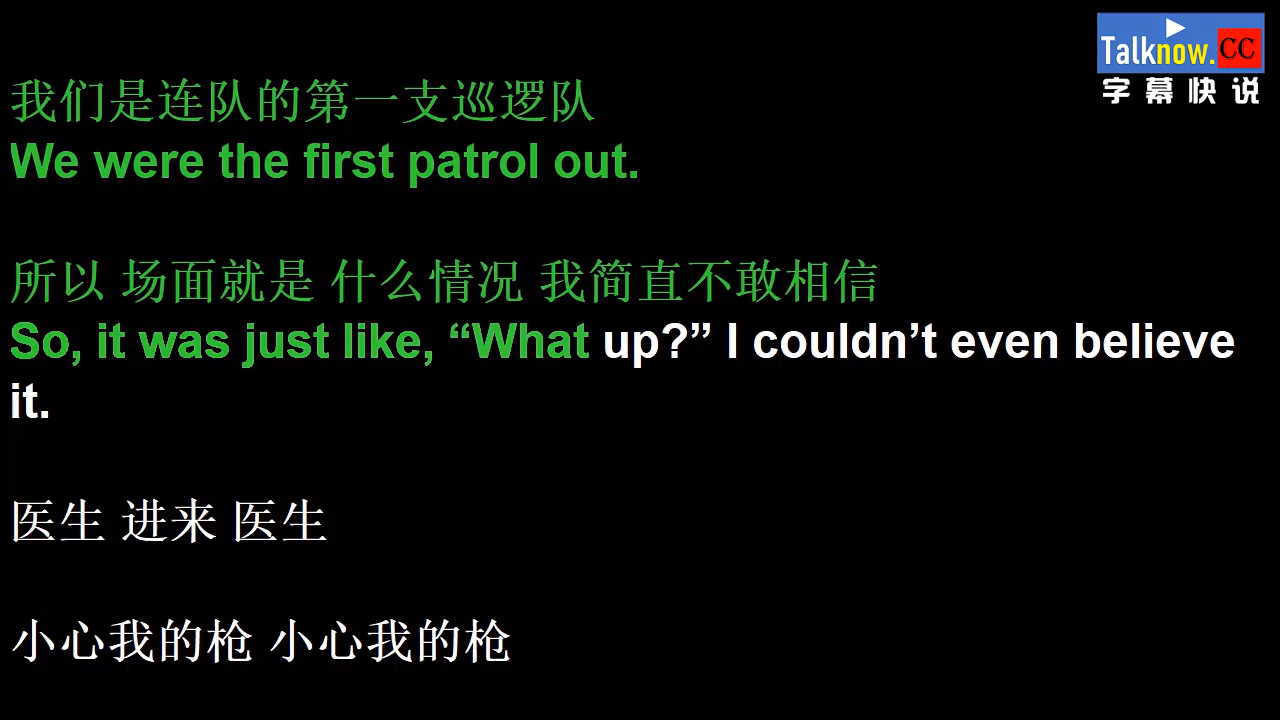 Talknow.CC
字幕快说
我们是连队的第一支巡逻队
We were the first patrol out.
所以 场面就是 什么情况 我简直不敢相信
So, it was just like, “What up?” I couldn’t even believe
it.
医生 进来 医生
小心我的枪 小心我的枪